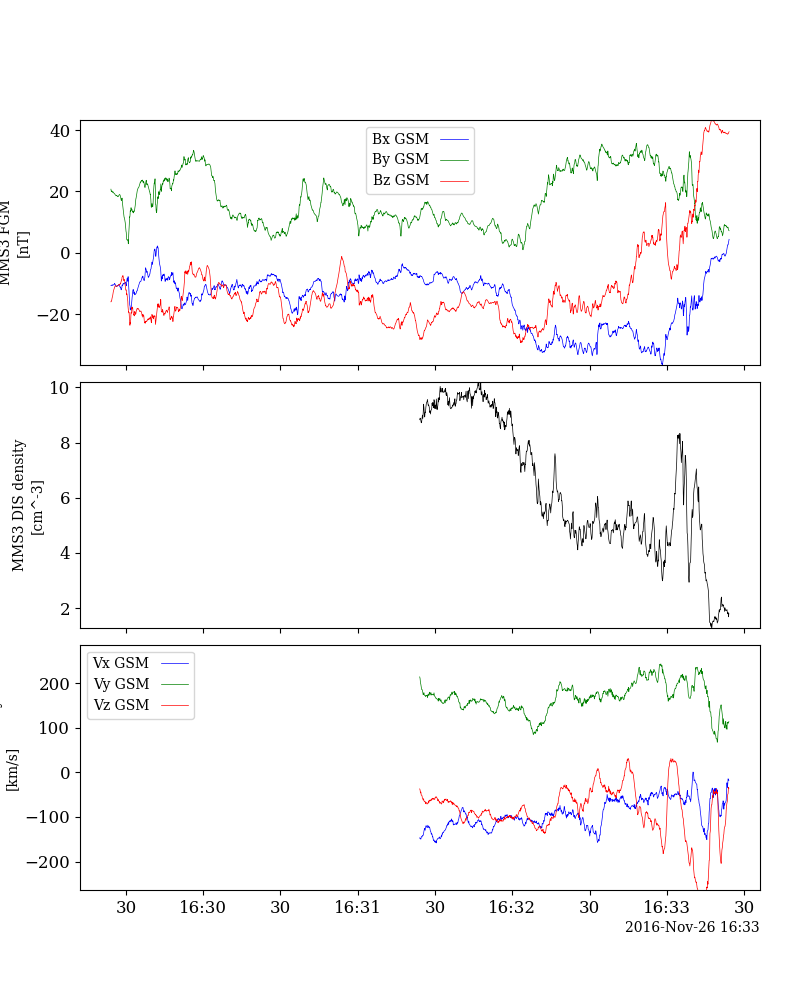 40
20
0
−20
MMS3 FGM
[nT]
Bx GSM
By GSM
Bz GSM
10
8
6
4
2
MMS3 DIS density
[cm^-3]
200
100
0
−100
−200
[km/s]
Vx GSM
Vy GSM
Vz GSM
30 16:30 30 16:31 30 16:32 30 16:33 30
2016-Nov-26 16:33